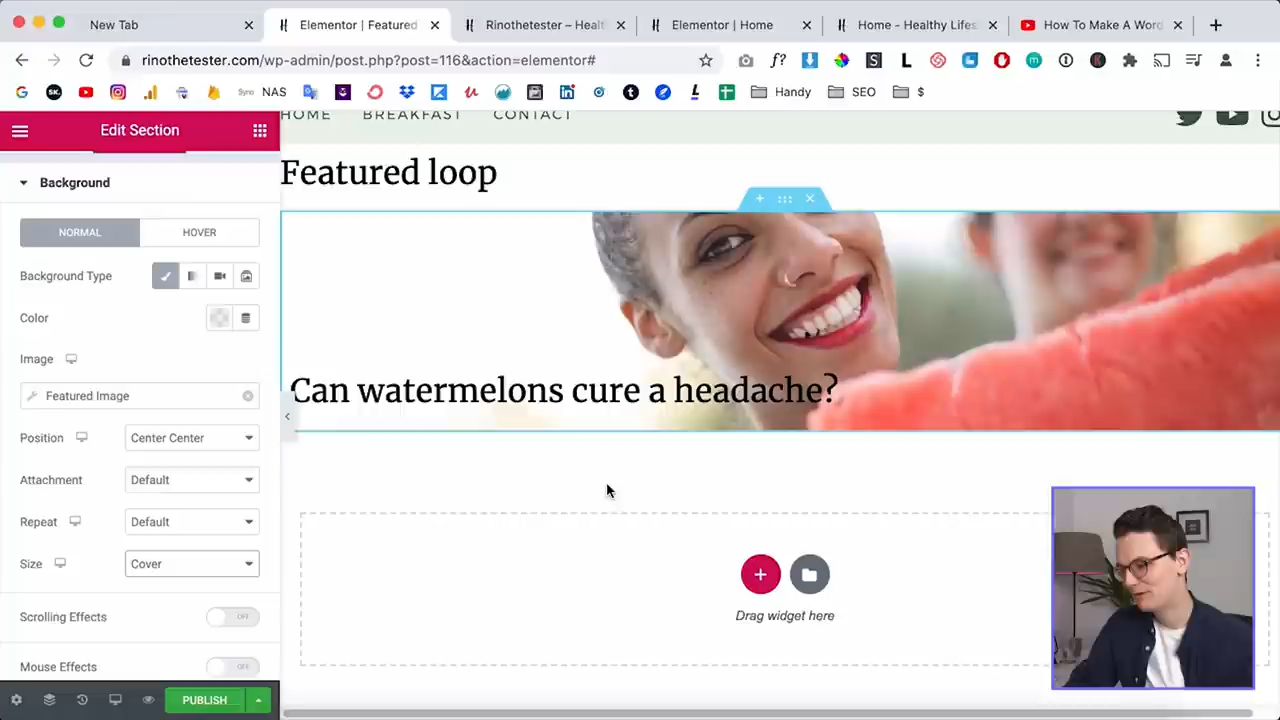 New Tab
Elementor | Featured
Rinothetester – Healt
Elementor | Home
Home - Healthy Lifes
How To Make A Word
rinothetester.com/wp-admin/post.php?post=116&action=elementor#
Sync
NAS
Handy
SEO
$
Edit Section
HOME
BREAKFAST
CONTACT
Background
Featured loop
NORMAL
HOVER
Background Type
Color
Image
Featured Image
Can watermelons cure a headache?
Position
Center Center
Attachment
Default
Repeat
Default
Size
Cover
Scrolling Effects
OFF
Drag widget here
Mouse Effects
OFF
PUBLISH